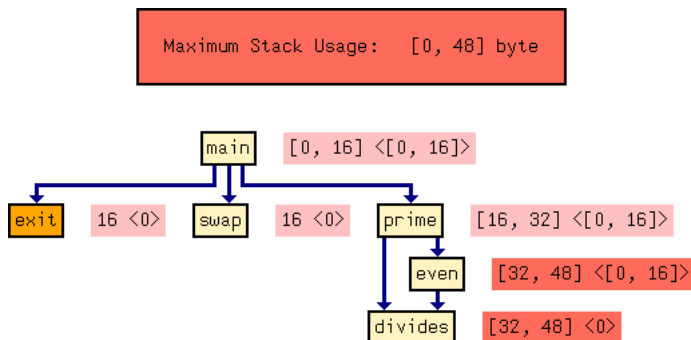 Maximum Stack Usage: [0, 48] byte
main [0, 16] <[0, 16]>
exit 16 <0> swap 16 <0> prime [16, 32] <[0, 16]>
even [32, 48] <[0, 16]>
divides [32, 48] <0>